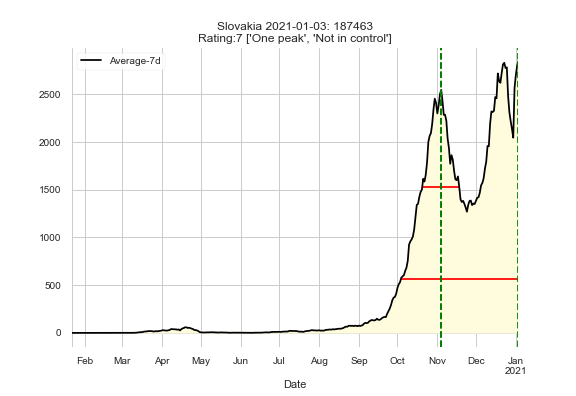 Slovakia 2021-01-03: 187463
Rating:7 ['One peak', 'Not in control']
Average-7d
2500
2000
1500
1000
500
0
Feb Mar Apr May Jun Jul Aug Sep Oct Nov Dec Jan
2021
Date